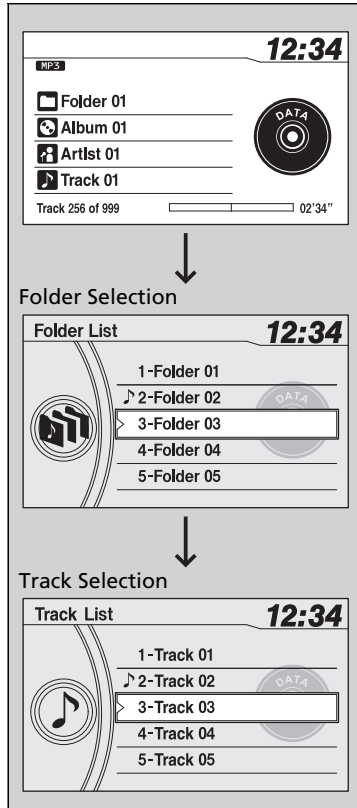 12:34
MP3
Folder 01
DATA
Album 01
Artist 01
Track 01
Track 256 of 999 02'34"
Folder Selection
Folder List 12:34
1-Folder 01
2-Folder 02
DATA
3-Folder 03
4-Folder 04
5-Folder 05
Track Selection
Track List 12:34
1-Track 01
2-Track 02
DATA
3-Track 03
4-Track 04
5-Track 05